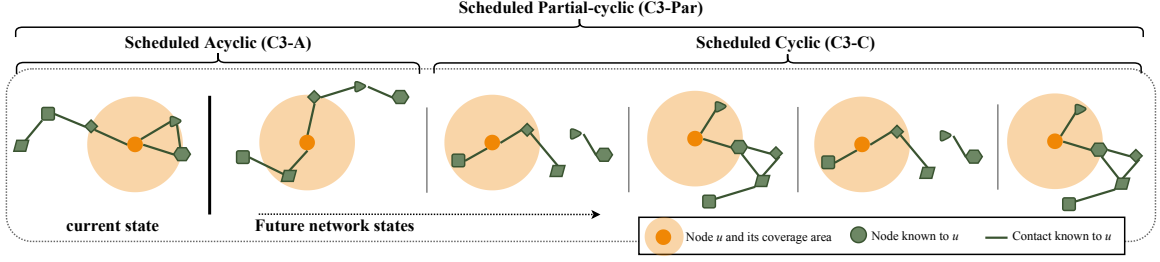 Scheduled Partial-cyclic (C3-Par)
Scheduled Acyclic (C3-A)
Scheduled Cyclic (C3-C)
current state
Future network states
Node u and its coverage area
Node known to u
Contact known to u